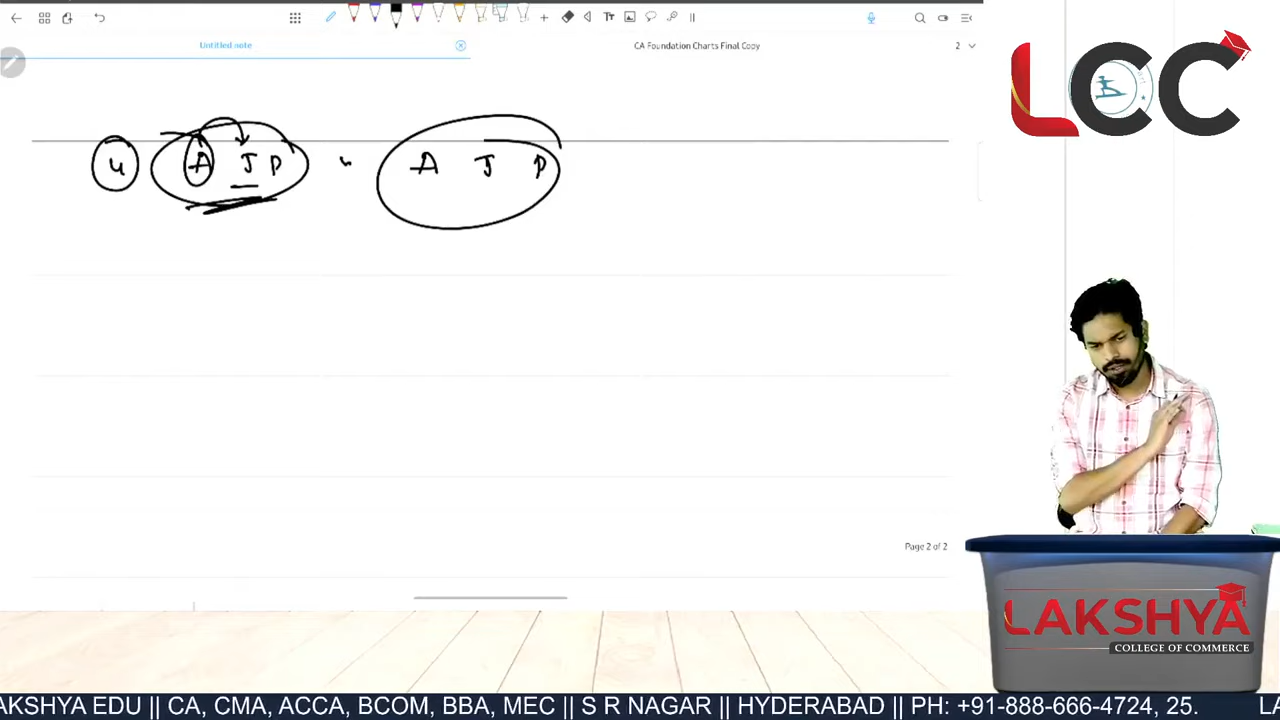 Untitled note
CA Foundation Charts Final Copy
2
Tт
u A J P " A J P
Page 2 of 2
LCC
LAKSHYA
COLLEGE OF COMMERCE
AKSHYA EDU || CA, CMA, ACCA, BCOM, BBA, MEC || S R NAGAR || HYDERABAD || PH: +91-888-666-4724, 25.
LA